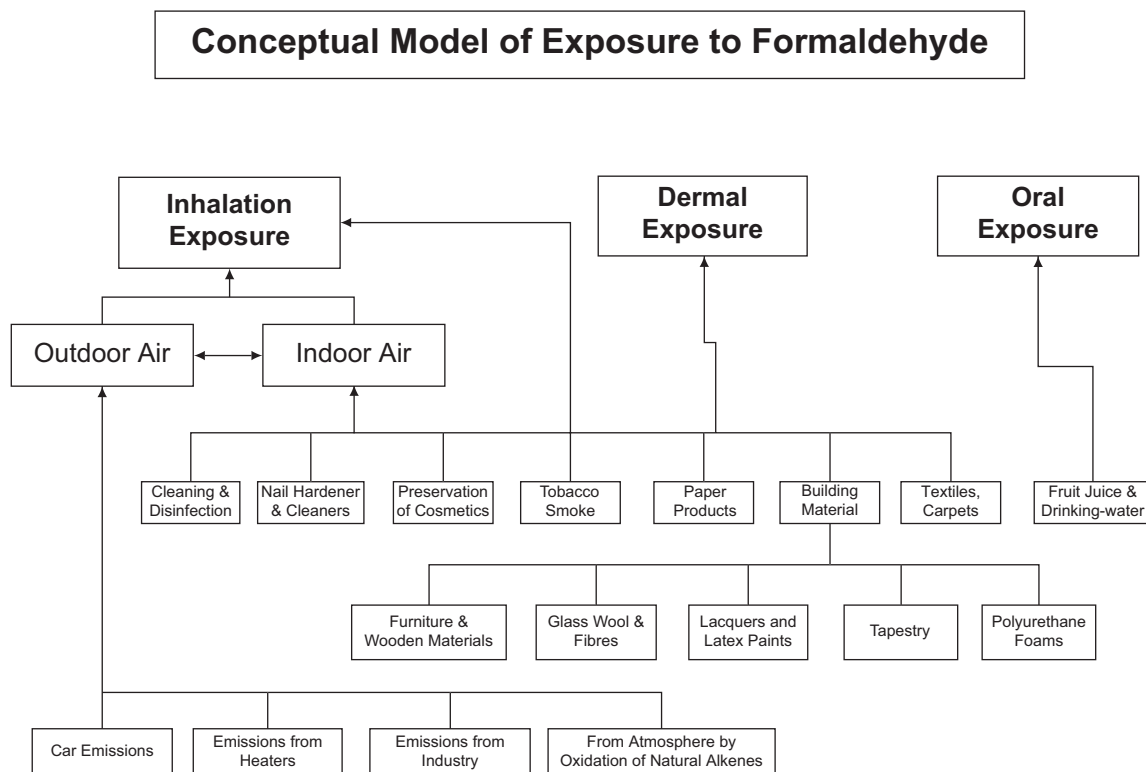 Conceptual Model of Exposure to Formaldehyde
Inhalation
Exposure
Dermal
Exposure
Oral
Exposure
Outdoor Air
Indoor Air
Cleaning &
Disinfection
Nail Hardener
& Cleaners
Preservation
of Cosmetics
Tobacco
Smoke
Paper
Products
Building
Material
Textiles,
Carpets
Fruit Juice &
Drinking-water
Furniture &
Wooden Materials
Glass Wool &
Fibres
Lacquers and
Latex Paints
Tapestry
Polyurethane
Foams
Car Emissions
Emissions from
Heaters
Emissions from
Industry
From Atmosphere by
Oxidation of Natural Alkenes